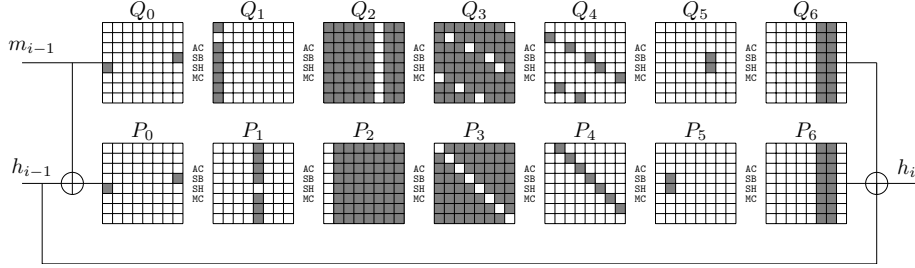 Q₀ Q₁ Q₂ Q₃ Q₄ Q₅ Q₆
mᵢ₋₁
AC AC AC AC AC AC
SB SB SB SB SB SB
SH SH SH SH SH SH
MC MC MC MC MC MC
P₀ P₁ P₂ P₃ P₄ P₅ P₆
hᵢ₋₁
AC AC AC AC AC AC
SB SB SB SB SB SB
SH SH SH SH SH SH
MC MC MC MC MC MC
hᵢ